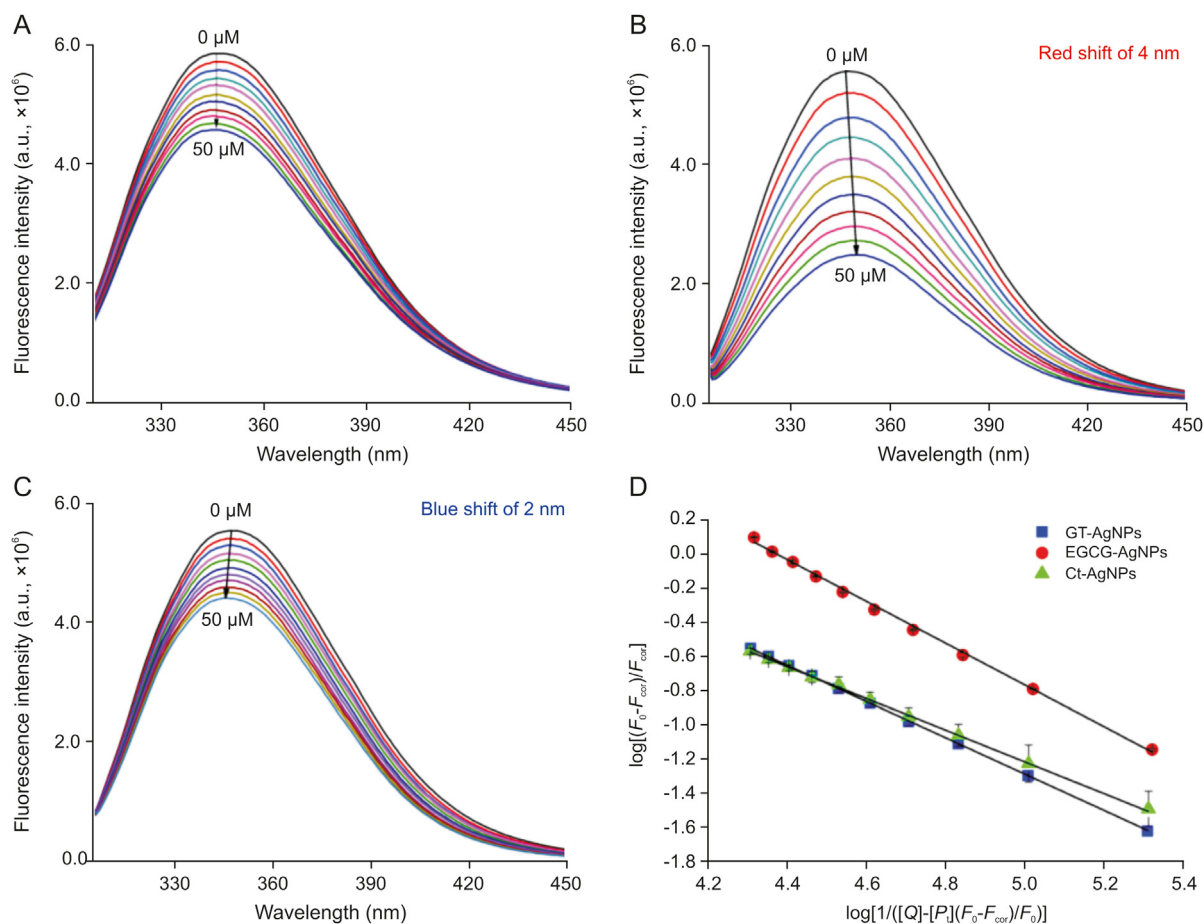 A
0 µM
50 µM
6.0
4.0
2.0
0.0
330
360
390
420
450
Fluorescence intensity (a.u., ×10⁶)
Wavelength (nm)
B
0 µM
Red shift of 4 nm
50 µM
6.0
4.0
2.0
0.0
330
360
390
420
450
Fluorescence intensity (a.u., ×10⁶)
Wavelength (nm)
C
0 µM
Blue shift of 2 nm
50 µM
6.0
4.0
2.0
0.0
330
360
390
420
450
Fluorescence intensity (a.u., ×10⁶)
Wavelength (nm)
D
GT-AgNPs
EGCG-AgNPs
Ct-AgNPs
0.2
0.0
-0.2
-0.4
-0.6
-0.8
-1.0
-1.2
-1.4
-1.6
-1.8
4.2
4.4
4.6
4.8
5.0
5.2
5.4
log[(F₀-F_cor)/F_cor]
log[1/([Q]-[Pₜ](F₀-F_cor)/F₀)]